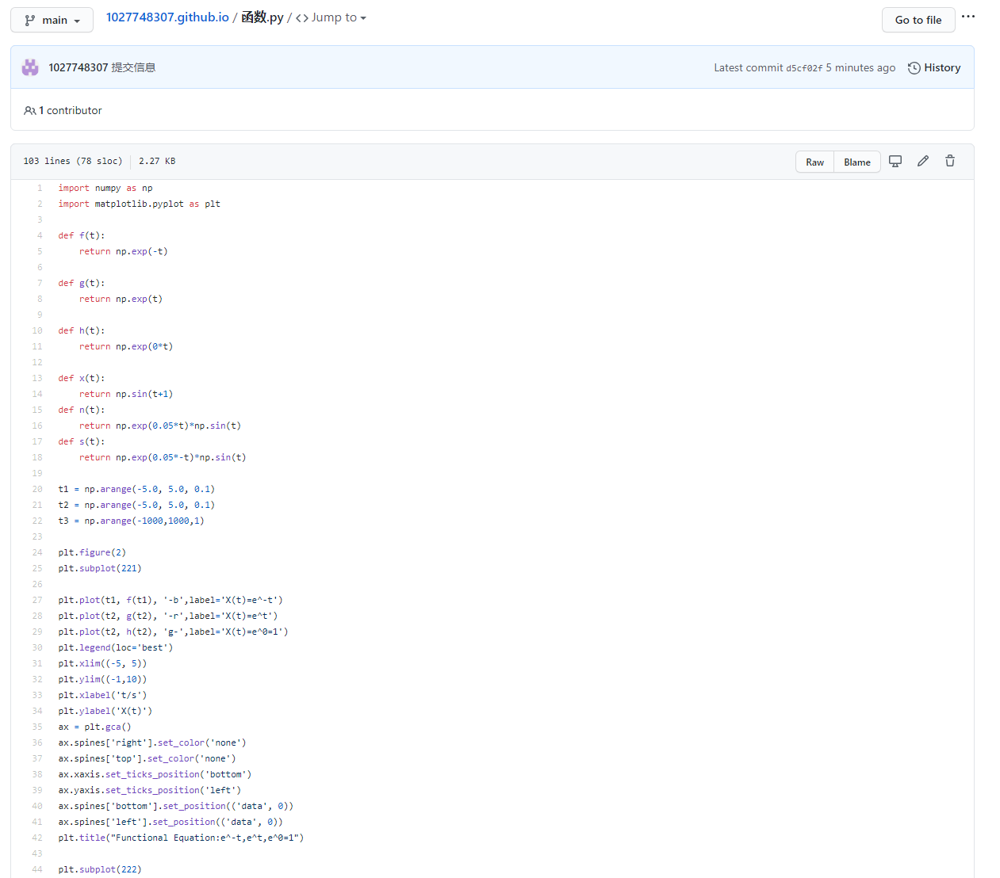 main
1027748307.github.io / 函数.py / <> Jump to
Go to file
...
1027748307 提交信息
Latest commit d5cf02f 5 minutes ago
History
1 contributor
103 lines (78 sloc)
2.27 KB
Raw
Blame
1 import numpy as np
2 import matplotlib.pyplot as plt
3
4 def f(t):
5     return np.exp(-t)
6
7 def g(t):
8     return np.exp(t)
9
10 def h(t):
11     return np.exp(0*t)
12
13 def x(t):
14     return np.sin(t+1)
15 def n(t):
16     return np.exp(0.05*t)*np.sin(t)
17 def s(t):
18     return np.exp(0.05*-t)*np.sin(t)
19
20 t1 = np.arange(-5.0, 5.0, 0.1)
21 t2 = np.arange(-5.0, 5.0, 0.1)
22 t3 = np.arange(-1000,1000,1)
23
24 plt.figure(2)
25 plt.subplot(221)
26
27 plt.plot(t1, f(t1), '-b',label='X(t)=e^-t')
28 plt.plot(t2, g(t2), '-r',label='X(t)=e^t')
29 plt.plot(t2, h(t2), 'g-',label='X(t)=e^0=1')
30 plt.legend(loc='best')
31 plt.xlim((-5, 5))
32 plt.ylim((-1,10))
33 plt.xlabel('t/s')
34 plt.ylabel('X(t)')
35 ax = plt.gca()
36 ax.spines['right'].set_color('none')
37 ax.spines['top'].set_color('none')
38 ax.xaxis.set_ticks_position('bottom')
39 ax.yaxis.set_ticks_position('left')
40 ax.spines['bottom'].set_position(('data', 0))
41 ax.spines['left'].set_position(('data', 0))
42 plt.title("Functional Equation:e^-t,e^t,e^0=1")
43
44 plt.subplot(222)